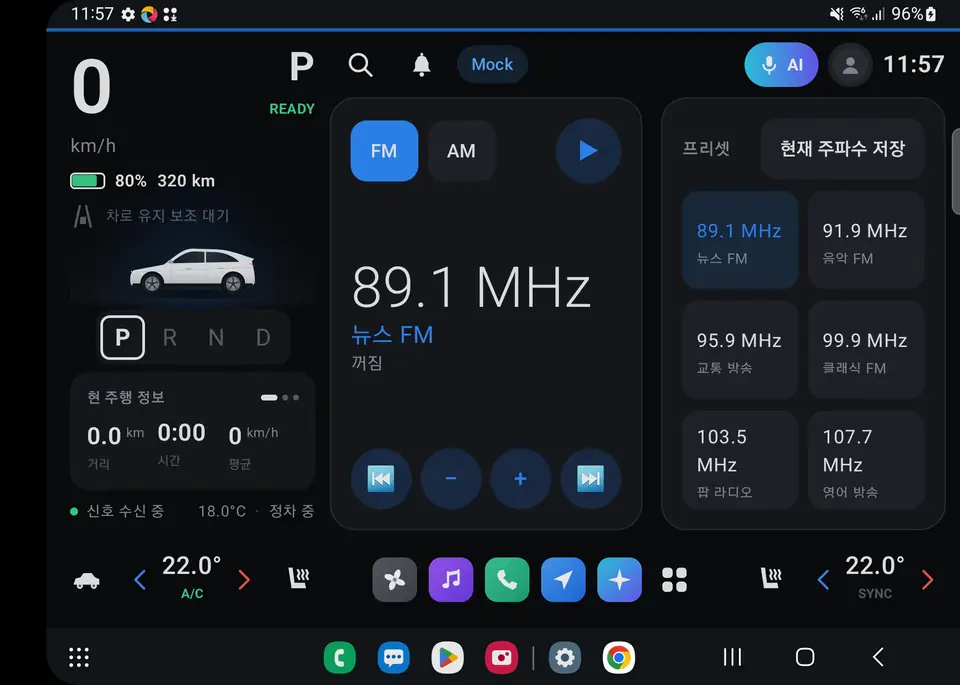 11:57
96%
0
P
READY
km/h
80% 320 km
차로 유지 보조 대기
P R N D
현 주행 정보
0.0 km 0:00 0 km/h
거리 시간 평균
신호 수신 중 18.0°C · 정차 중
Mock
AI
11:57
FM AM
89.1 MHz
뉴스 FM
꺼짐
− +
프리셋
현재 주파수 저장
89.1 MHz
뉴스 FM
91.9 MHz
음악 FM
95.9 MHz
교통 방송
99.9 MHz
클래식 FM
103.5
MHz
팝 라디오
107.7
MHz
영어 방송
22.0°
A/C
22.0°
SYNC